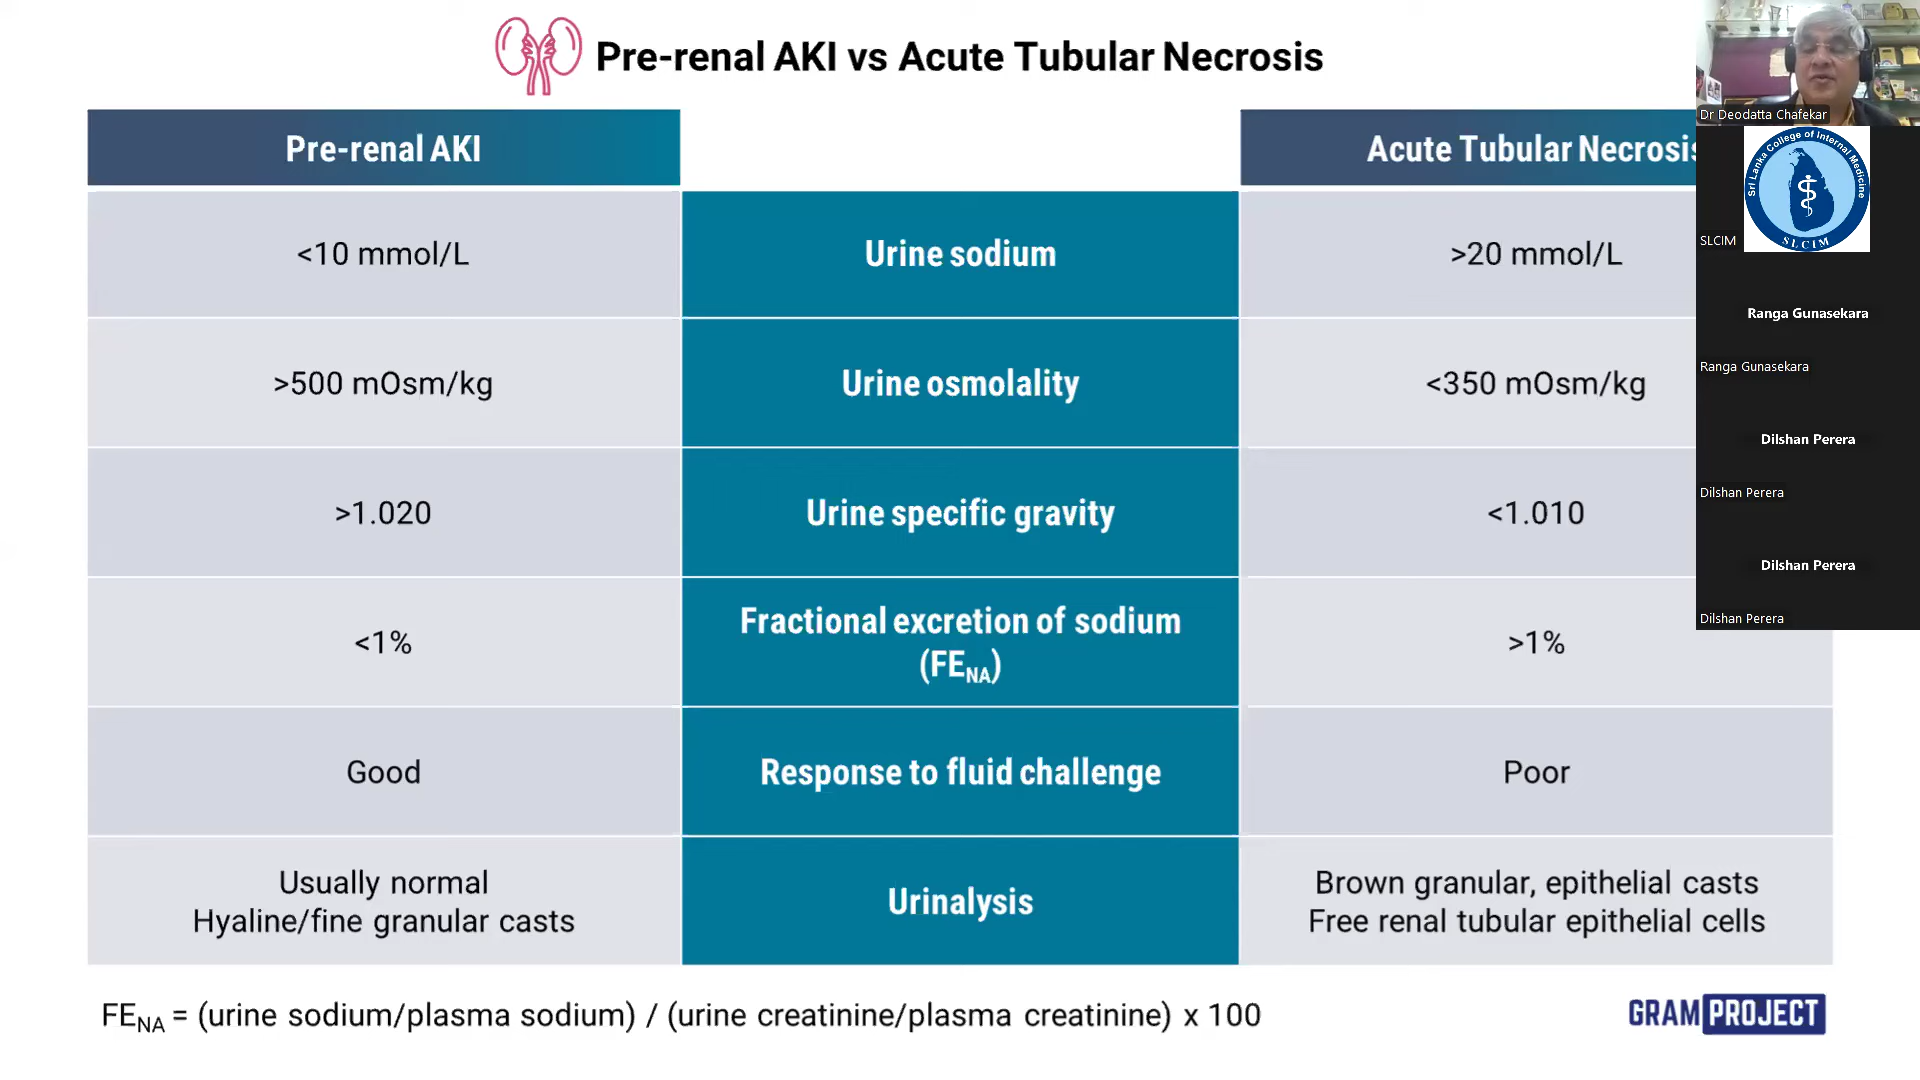 Pre-renal AKI vs Acute Tubular Necrosis
Pre-renal AKI
Acute Tubular Necrosis
<10 mmol/L
Urine sodium
>20 mmol/L
>500 mOsm/kg
Urine osmolality
<350 mOsm/kg
>1.020
Urine specific gravity
<1.010
<1%
Fractional excretion of sodium
(FENA)
>1%
Good
Response to fluid challenge
Poor
Usually normal
Hyaline/fine granular casts
Urinalysis
Brown granular, epithelial casts
Free renal tubular epithelial cells
FENA = (urine sodium/plasma sodium) / (urine creatinine/plasma creatinine) x 100
GRAM PROJECT
Dr Deodatta Chafekar
Sri Lanka College of Internal Medicine
SLCIM
SLCIM
Ranga Gunasekara
Ranga Gunasekara
Dilshan Perera
Dilshan Perera
Dilshan Perera
Dilshan Perera